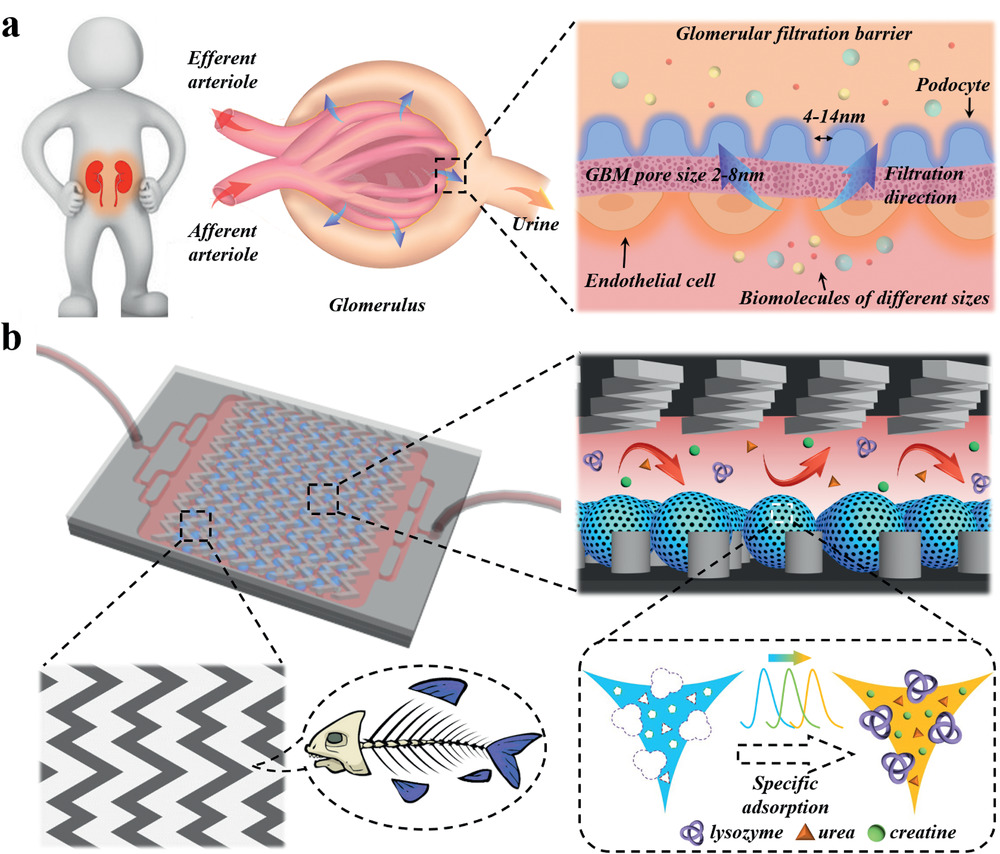 a
Efferent
arteriole
Afferent
arteriole
Urine
Glomerulus
Glomerular filtration barrier
Podocyte
4-14nm
GBM pore size 2-8nm
Filtration
direction
Endothelial cell
Biomolecules of different sizes
b
Specific
adsorption
lysozyme urea creatine